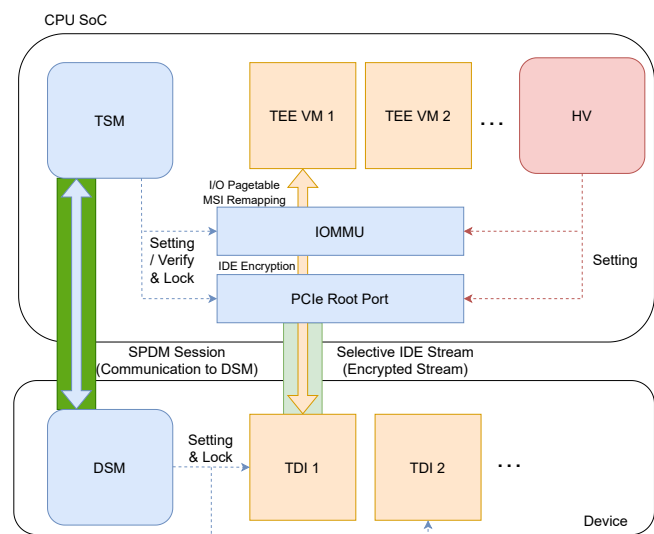 CPU SoC
TSM
TEE VM 1
TEE VM 2
...
HV
I/O Pagetable
MSI Remapping
IOMMU
Setting
/ Verify
& Lock
IDE Encryption
Setting
PCIe Root Port
SPDM Session
(Communication to DSM)
Selective IDE Stream
(Encrypted Stream)
DSM
Setting
& Lock
TDI 1
TDI 2
...
Device